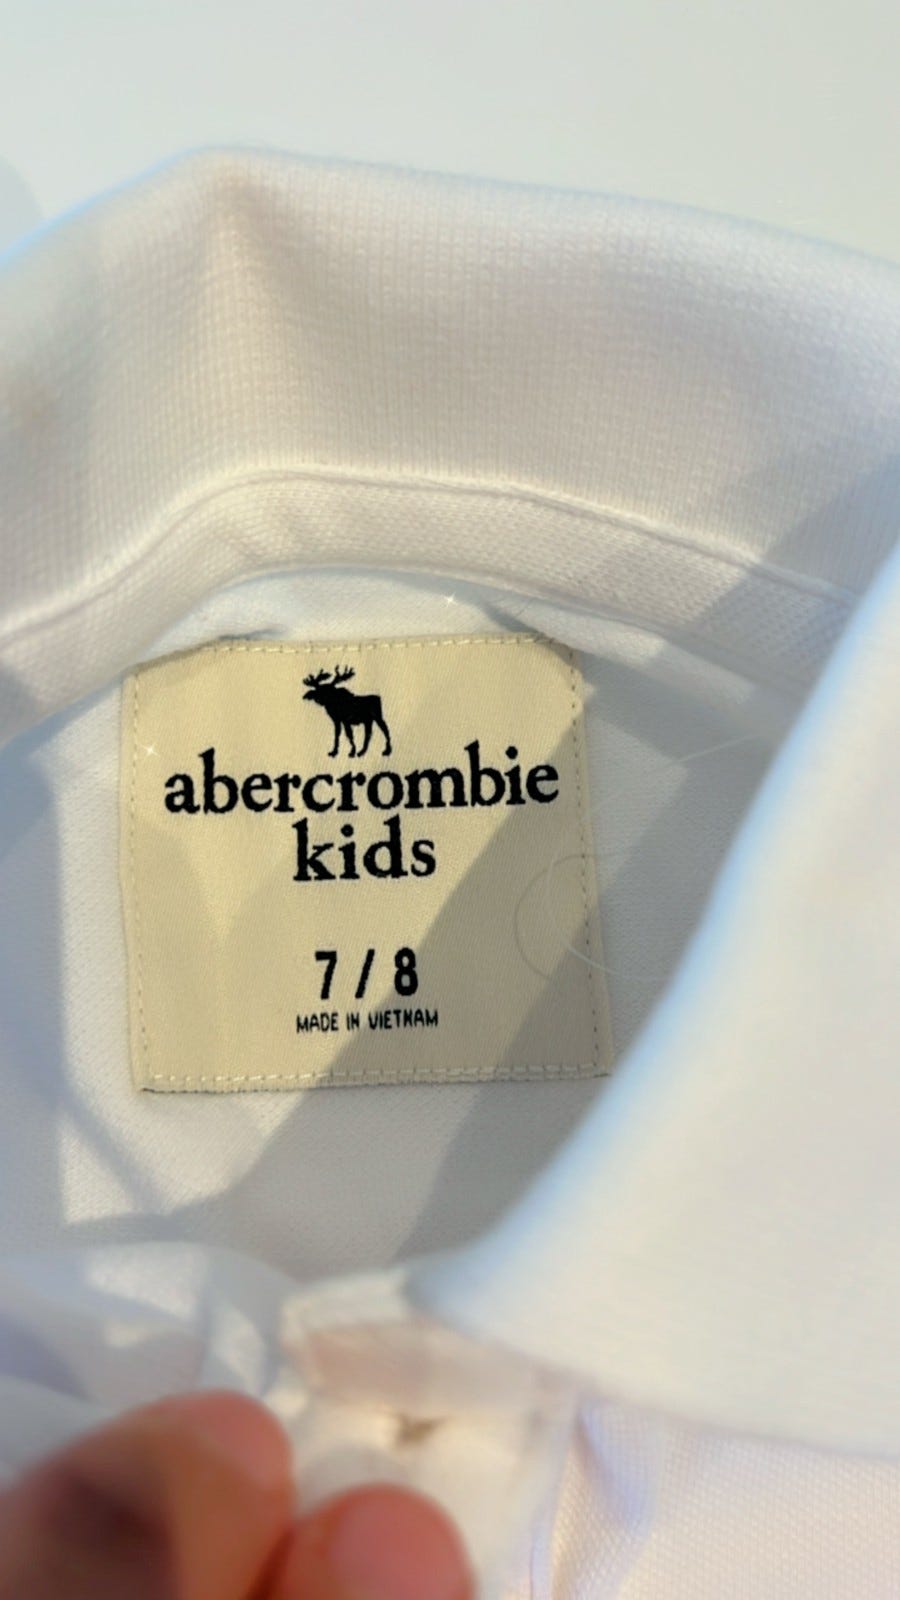 abercrombie
kids
7 / 8
MADE IN VIETNAM